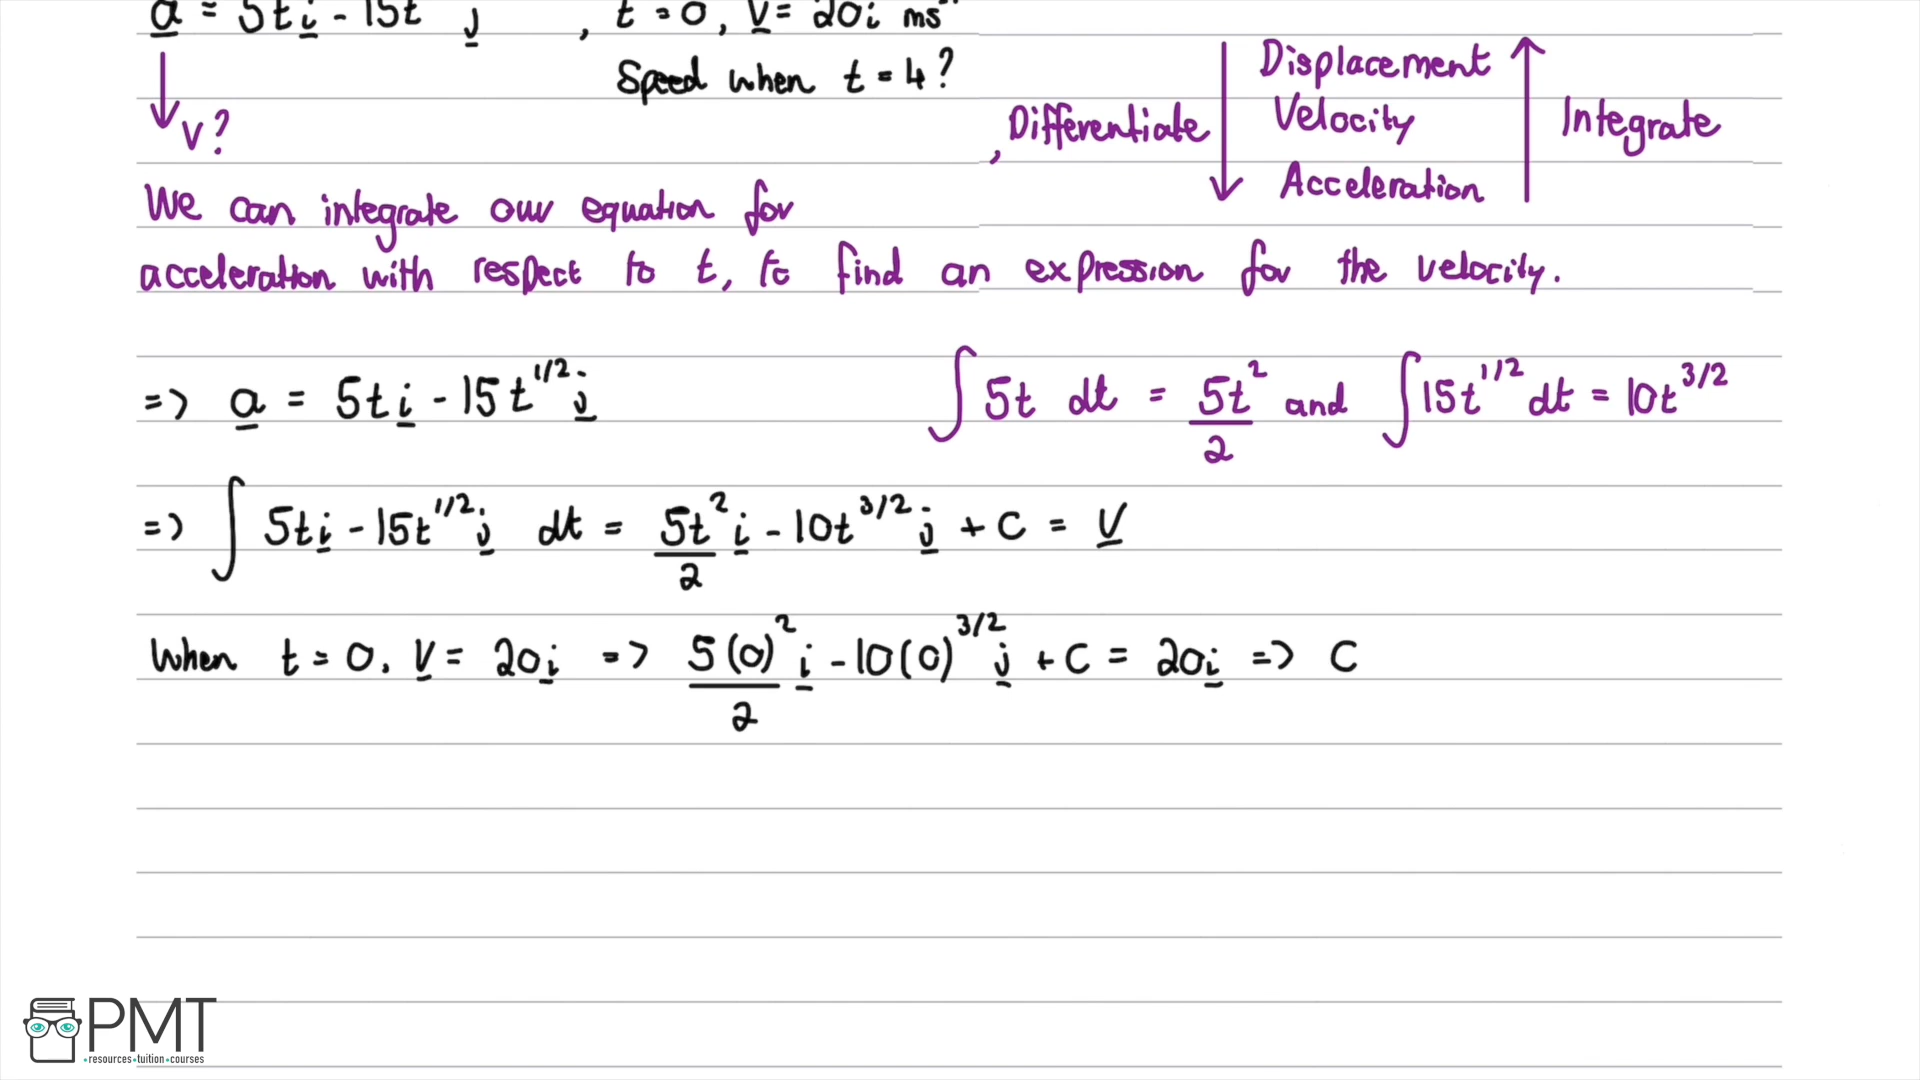 a = 5t i - 15t j , t = 0, v = 20i ms⁻¹
Speed when t = 4?
v?
Differentiate
Displacement
Velocity
Acceleration
Integrate
We can integrate our equation for
acceleration with respect to t, to find an expression for the velocity.
=> a = 5t i - 15t^1/2 j
∫ 5t dt = 5t²/2 and ∫ 15t^1/2 dt = 10t^3/2
=> ∫ 5t i - 15t^1/2 j dt = 5t²/2 i - 10t^3/2 j + C = v
When t = 0, v = 20i => 5(0)²/2 i - 10(0)^3/2 j + C = 20i => C
PMT
resources•tuition•courses